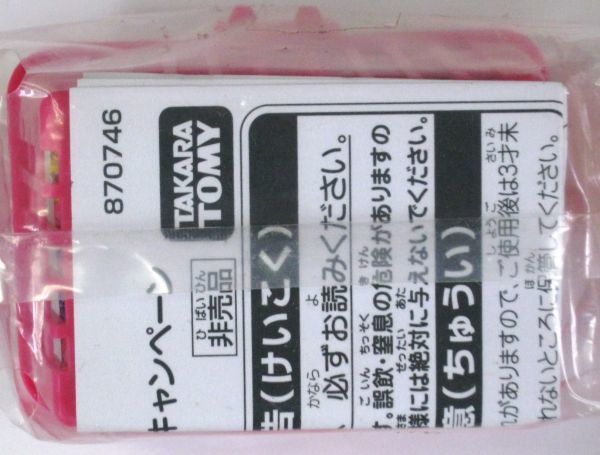 870746
TAKARA
TOMY
キャンペーン
ひばいひん
非売品
告(けいこく)
かなら よ
必ずお読みください。
き けん
す。誤飲・窒息の危険がありますの
ご いん ちっそく
様には絶対に与えないでください。
さま ぜったい あた
意(ちゅうい)
しようご さいみ
がありますので、ご使用後は3才未
ほかん
れないところに保管してください。